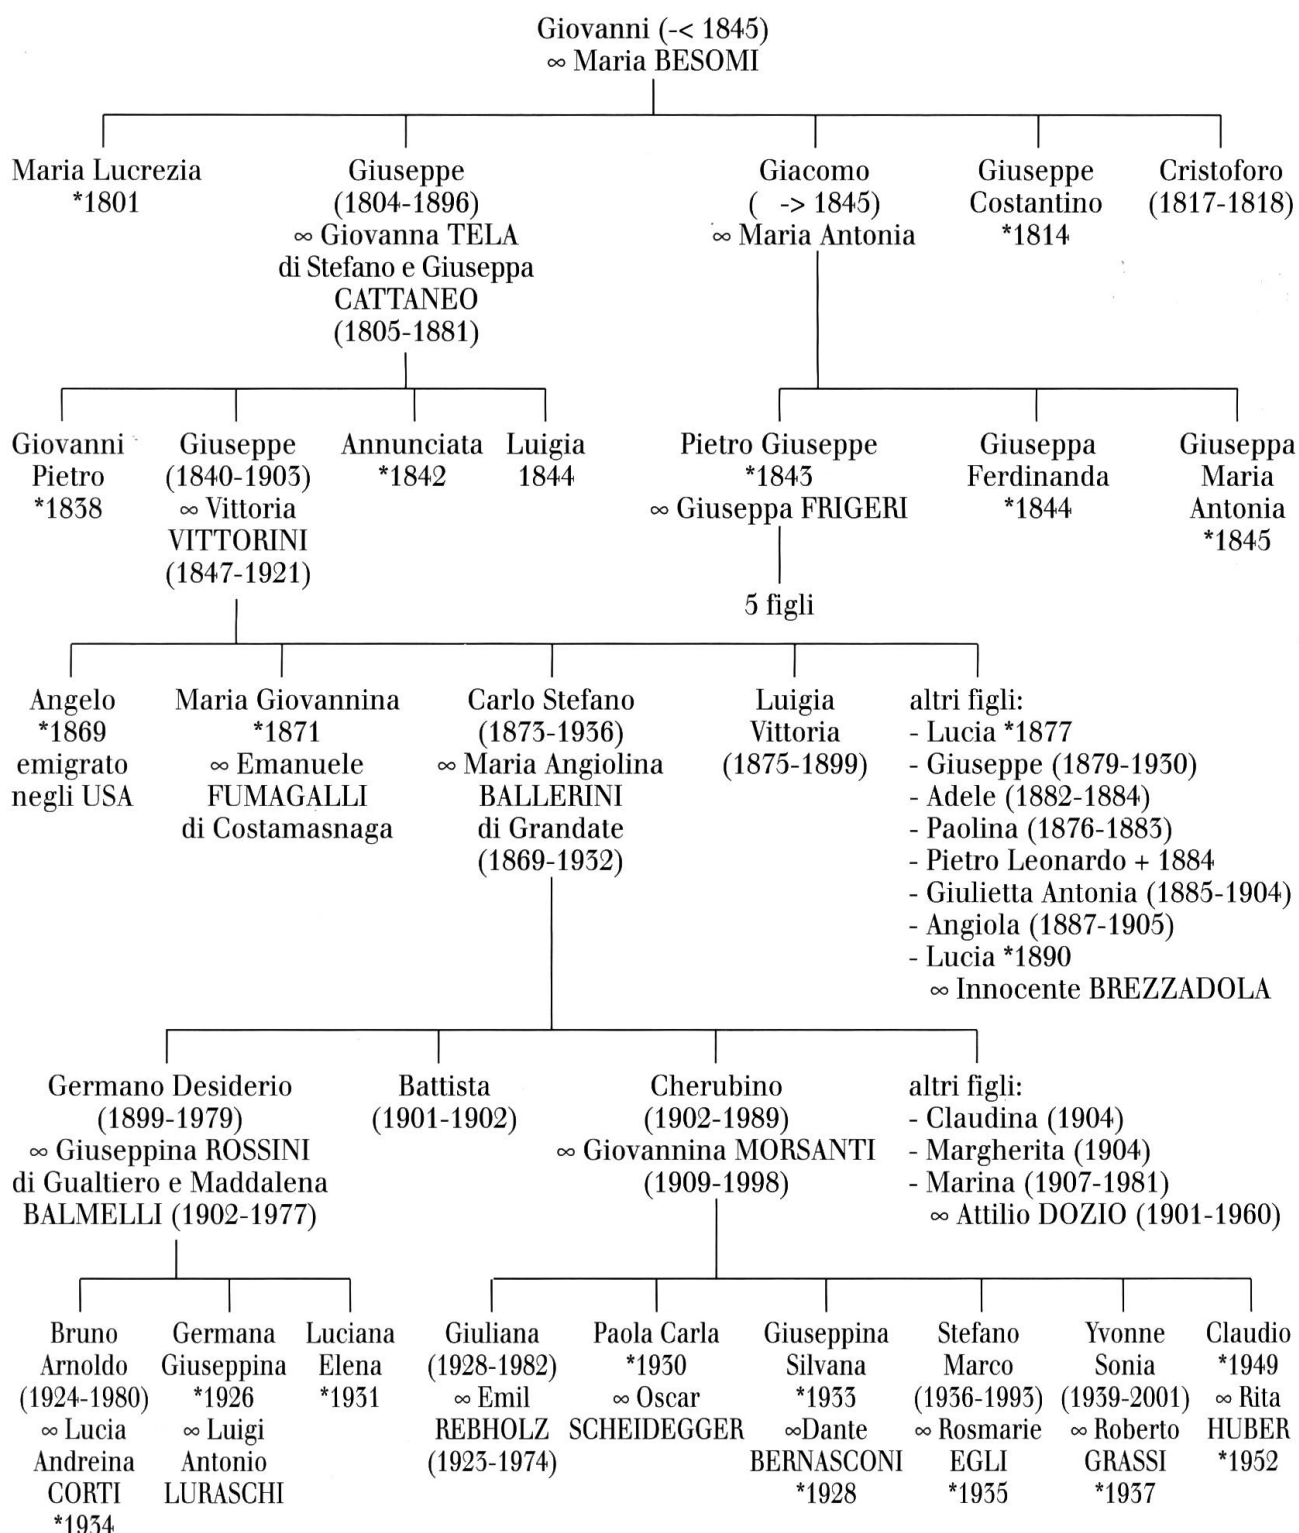 Giovanni (-< 1845)
∞ Maria BESOMI
Maria Lucrezia
*1801
Giuseppe
(1804-1896)
∞ Giovanna TELA
di Stefano e Giuseppa
CATTANEO
(1805-1881)
Giacomo
( -> 1845)
∞ Maria Antonia
Giuseppe
Costantino
*1814
Cristoforo
(1817-1818)
Giovanni
Pietro
*1838
Giuseppe
(1840-1903)
∞ Vittoria
VITTORINI
(1847-1921)
Annunciata
*1842
Luigia
1844
Pietro Giuseppe
*1843
∞ Giuseppa FRIGERI
5 figli
Giuseppa
Ferdinanda
*1844
Giuseppa
Maria
Antonia
*1845
Angelo
*1869
emigrato
negli USA
Maria Giovannina
*1871
∞ Emanuele
FUMAGALLI
di Costamasnaga
Carlo Stefano
(1873-1936)
∞ Maria Angiolina
BALLERINI
di Grandate
(1869-1932)
Luigia
Vittoria
(1875-1899)
altri figli:
- Lucia *1877
- Giuseppe (1879-1930)
- Adele (1882-1884)
- Paolina (1876-1883)
- Pietro Leonardo + 1884
- Giulietta Antonia (1885-1904)
- Angiola (1887-1905)
- Lucia *1890
∞ Innocente BREZZADOLA
Germano Desiderio
(1899-1979)
∞ Giuseppina ROSSINI
di Gualtiero e Maddalena
BALMELLI (1902-1977)
Battista
(1901-1902)
Cherubino
(1902-1989)
∞ Giovannina MORSANTI
(1909-1998)
altri figli:
- Claudina (1904)
- Margherita (1904)
- Marina (1907-1981)
∞ Attilio DOZIO (1901-1960)
Bruno
Arnoldo
(1924-1980)
∞ Lucia
Andreina
CORTI
*1934
Germana
Giuseppina
*1926
∞ Luigi
Antonio
LURASCHI
Luciana
Elena
*1931
Giuliana
(1928-1982)
∞ Emil
REBHOLZ
(1923-1974)
Paola Carla
*1930
∞ Oscar
SCHEIDEGGER
Giuseppina
Silvana
*1933
∞Dante
BERNASCONI
*1928
Stefano
Marco
(1936-1993)
∞ Rosmarie
EGLI
*1935
Yvonne
Sonia
(1939-2001)
∞ Roberto
GRASSI
*1937
Claudio
*1949
∞ Rita
HUBER
*1952